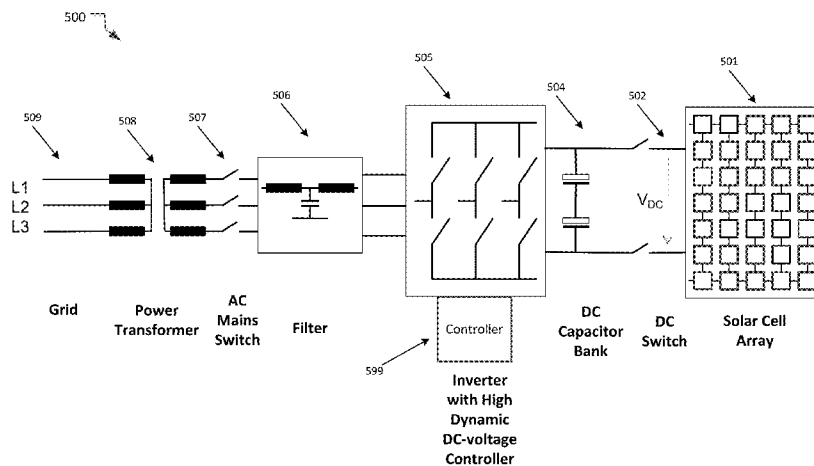 500
501
505
506
504
502
509
508
507
L1
L2
L3
VDC
Grid
Power
Transformer
AC
Mains
Switch
Filter
Controller
599
Inverter
with High
Dynamic
DC-voltage
Controller
DC
Capacitor
Bank
DC
Switch
Solar Cell
Array